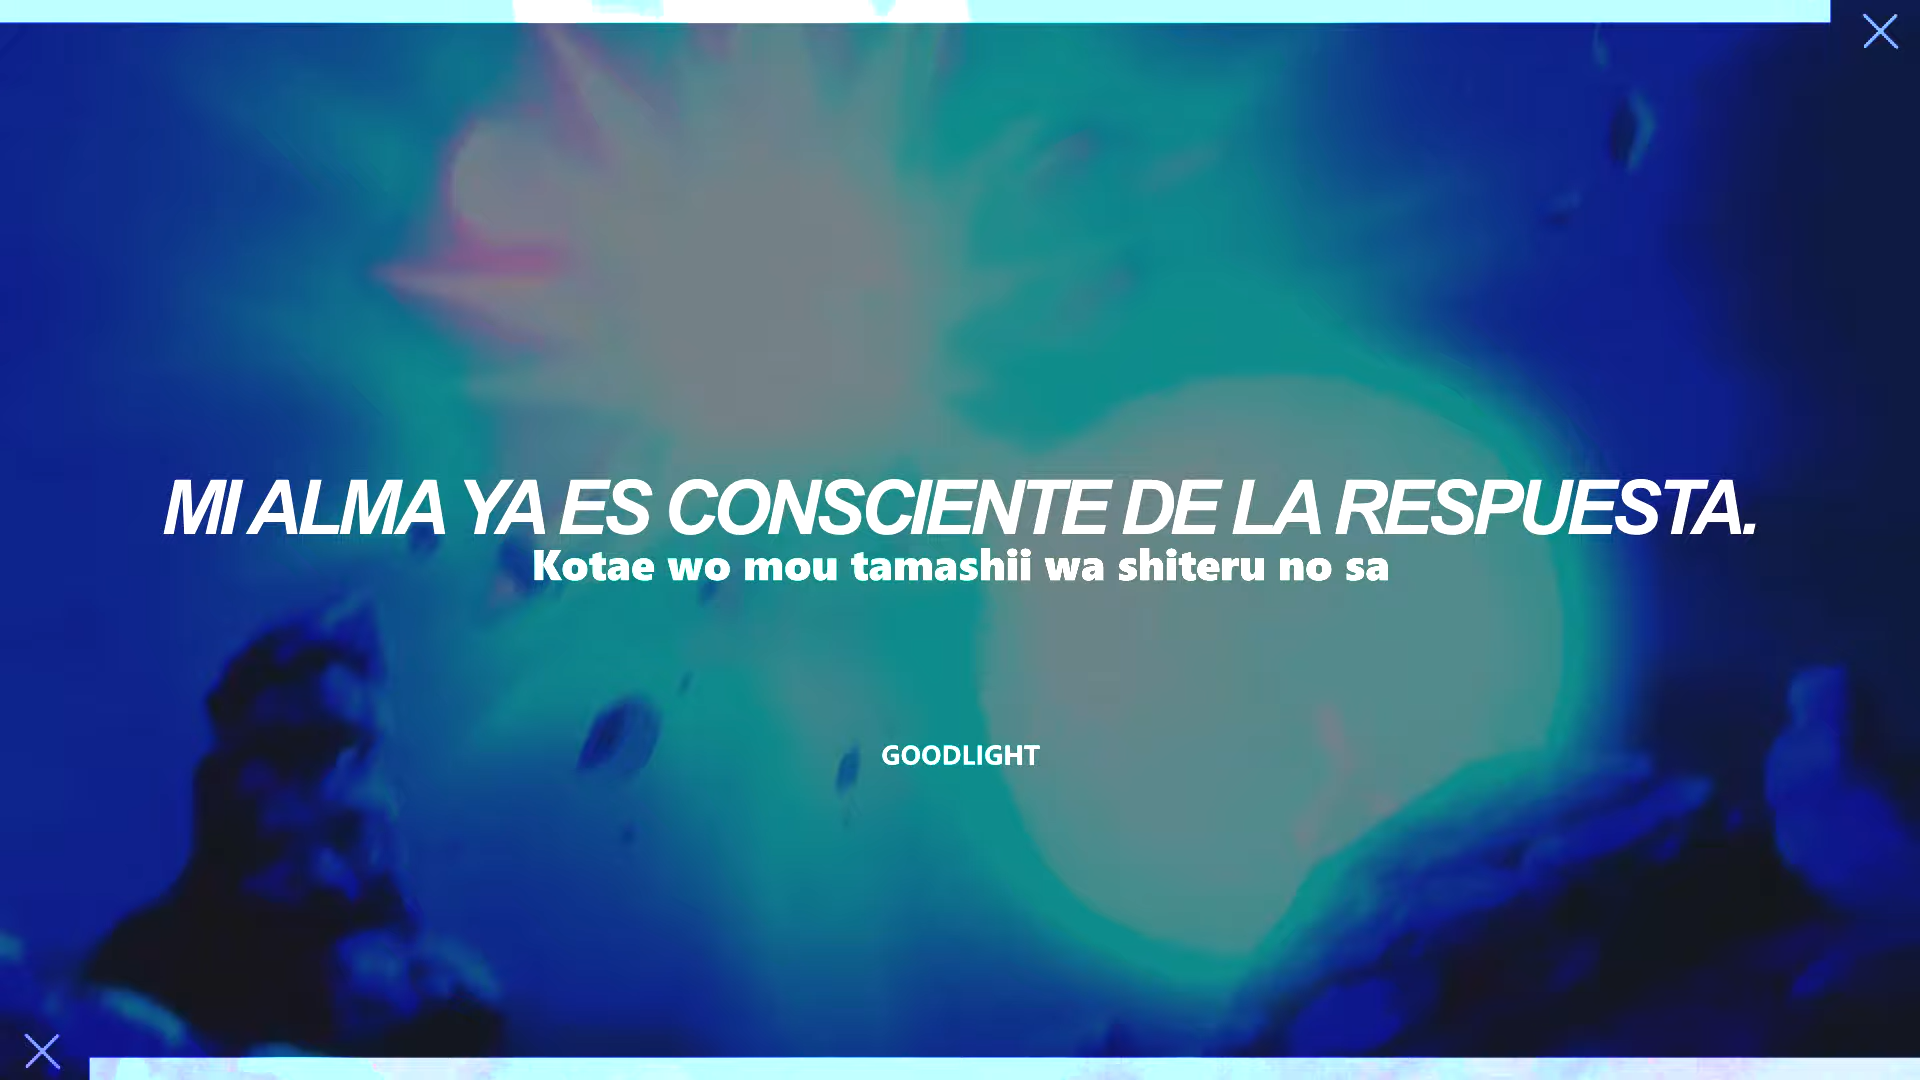 MI ALMA YA ES CONSCIENTE DE LA RESPUESTA.
Kotae wo mou tamashii wa shiteru no sa
GOODLIGHT